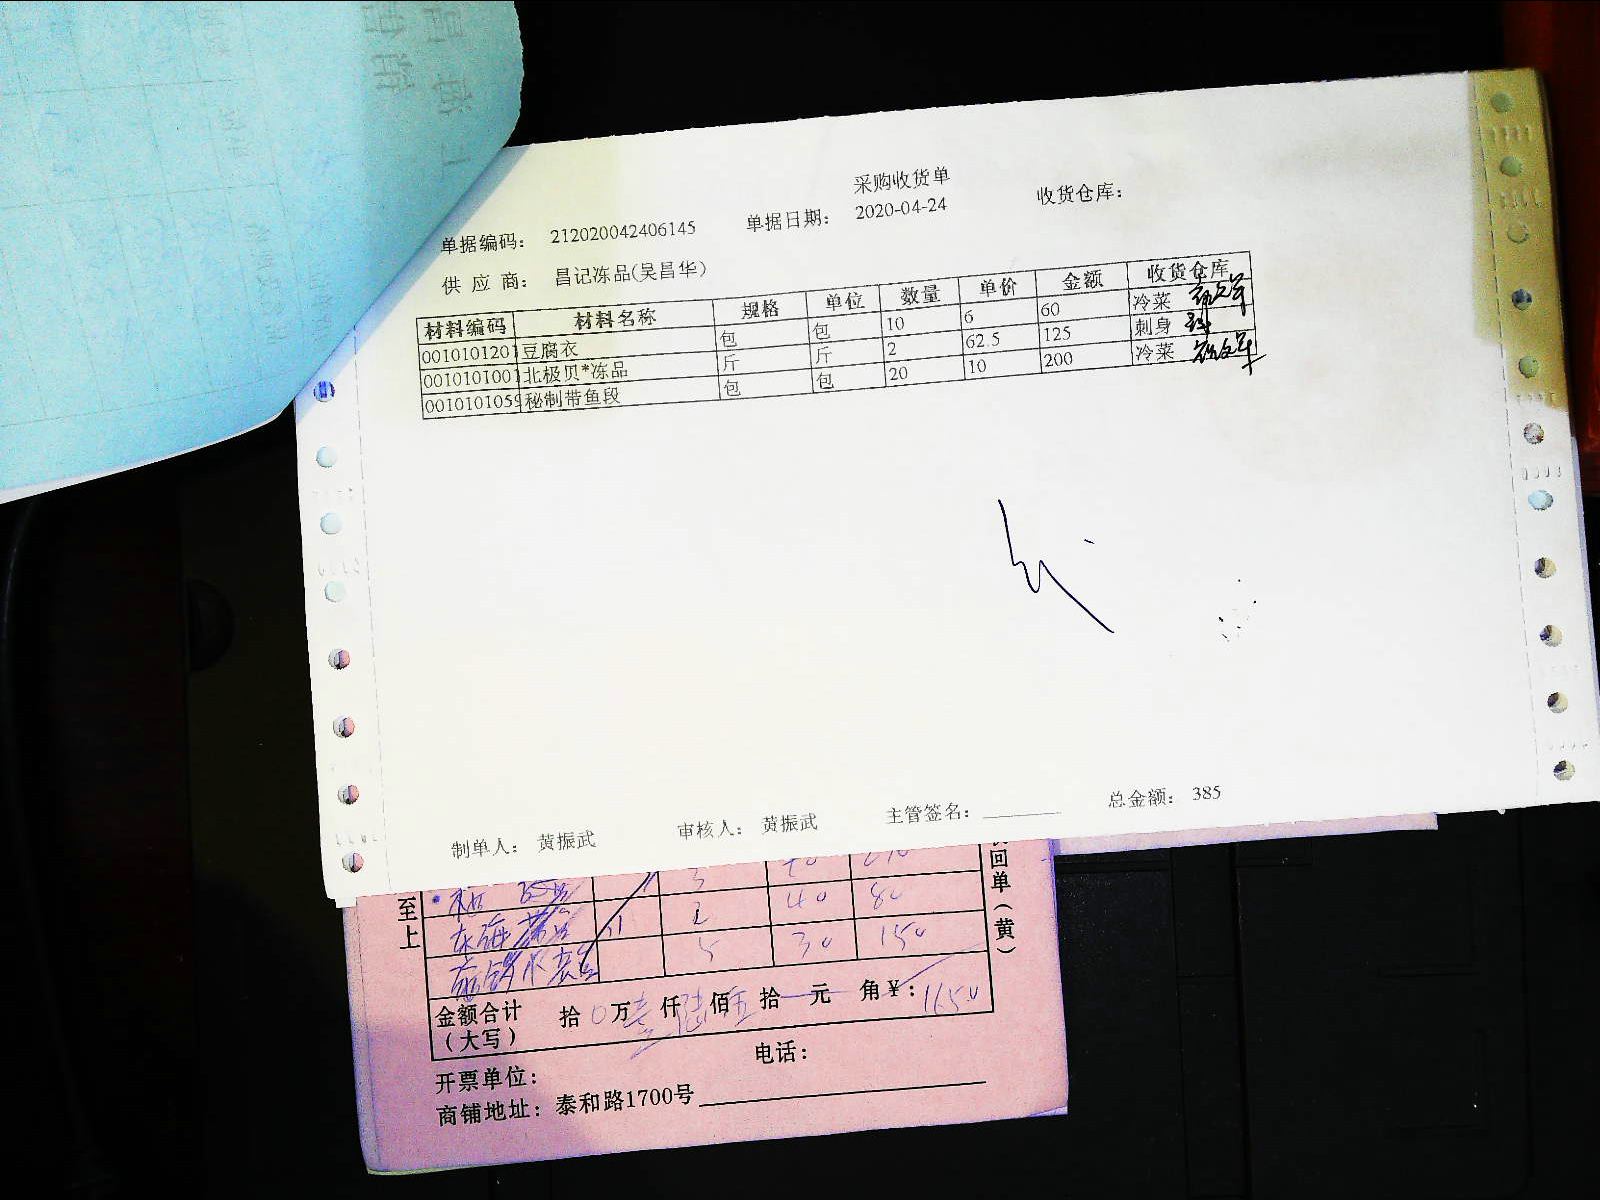 采购收货单
单据编码： 212020042406145 单据日期： 2020-04-24 收货仓库：
供 应 商： 昌记冻品(吴昌华)
材料编码 材料名称 规格 单位 数量 单价 金额 收货仓库
0010101201 豆腐衣 包 包 10 6 60 冷菜
0010101001 北极贝*冻品 斤 斤 2 62.5 125 刺身
0010101059 秘制带鱼段 包 包 20 10 200 冷菜
制单人： 黄振武 审核人： 黄振武 主管签名： 总金额： 385
至上
回单（黄）
2 40 80
5 30 150
金额合计（大写） 拾 0 万 壹 仟 陆 佰 五 拾 元 角 ¥： 1650
电话：
开票单位：
商铺地址： 泰和路1700号